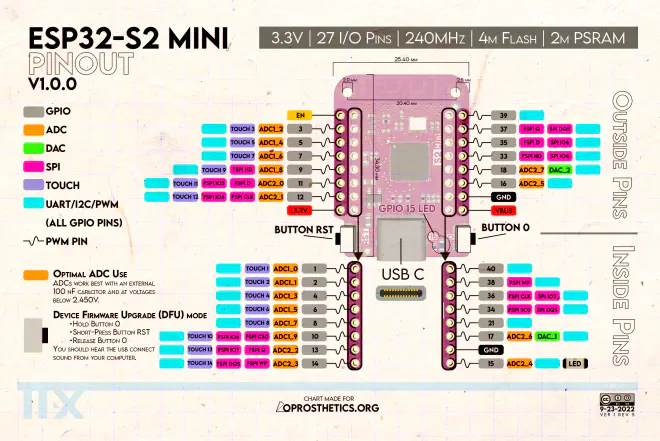 ESP32-S2 MINI
PINOUT
V1.0.0
3.3V | 27 I/O PINS | 240MHZ | 4M FLASH | 2M PSRAM
GPIO
ADC
DAC
SPI
TOUCH
UART/I2C/PWM
(ALL GPIO PINS)
PWM PIN
25.40 MM
20.40 MM
OUTSIDE PINS
EN
TOUCH 3 ADC1_2 3
TOUCH 5 ADC1_4 5
TOUCH 7 ADC1_6 7
TOUCH 9 FSPI HD ADC1_8 9
TOUCH 11 FSPI D ADC2_0 11
TOUCH 12 FSPI CLK ADC2_1 12
3.3V
39
37 FSPI Q SPI DQS
35 FSPI D SPI IO6
33 FSPI HD SPI IO4
18 ADC2_7 DAC_2
16 ADC2_5
GND
VBUS
S2 MINI
GPIO 15 LED
BUTTON RST
BUTTON 0
USB C
INSIDE PINS
TOUCH 1 ADC1_0 1
TOUCH 2 ADC1_1 2
TOUCH 4 ADC1_3 4
TOUCH 6 ADC1_5 6
TOUCH 8 ADC1_7 8
TOUCH 10 ADC1_9 10
TOUCH 13 FSPI IO7 FSPI Q ADC2_2 13
TOUCH 14 FSPI DQS FSPI WP ADC2_3 14
40
38 FSPI WP
36 FSPI CLK SPI IO7
34 FSPI CS0 SPI IO5
21
17 ADC2_6 DAC_1
GND
15 ADC2_4 LED
OPTIMAL ADC USE
ADCS WORK BEST WITH AN EXTERNAL
100 NF CAPACITOR AND AT VOLTAGES
BELOW 2.450V.
DEVICE FIRMWARE UPGRADE (DFU) MODE
•HOLD BUTTON 0
•SHORT-PRESS BUTTON RST
•RELEASE BUTTON 0
YOU SHOULD HEAR THE USB CONNECT
SOUND FROM YOUR COMPUTER.
CHART MADE FOR
OPROSTHETICS.ORG
9-23-2022
VER 1 REV 5